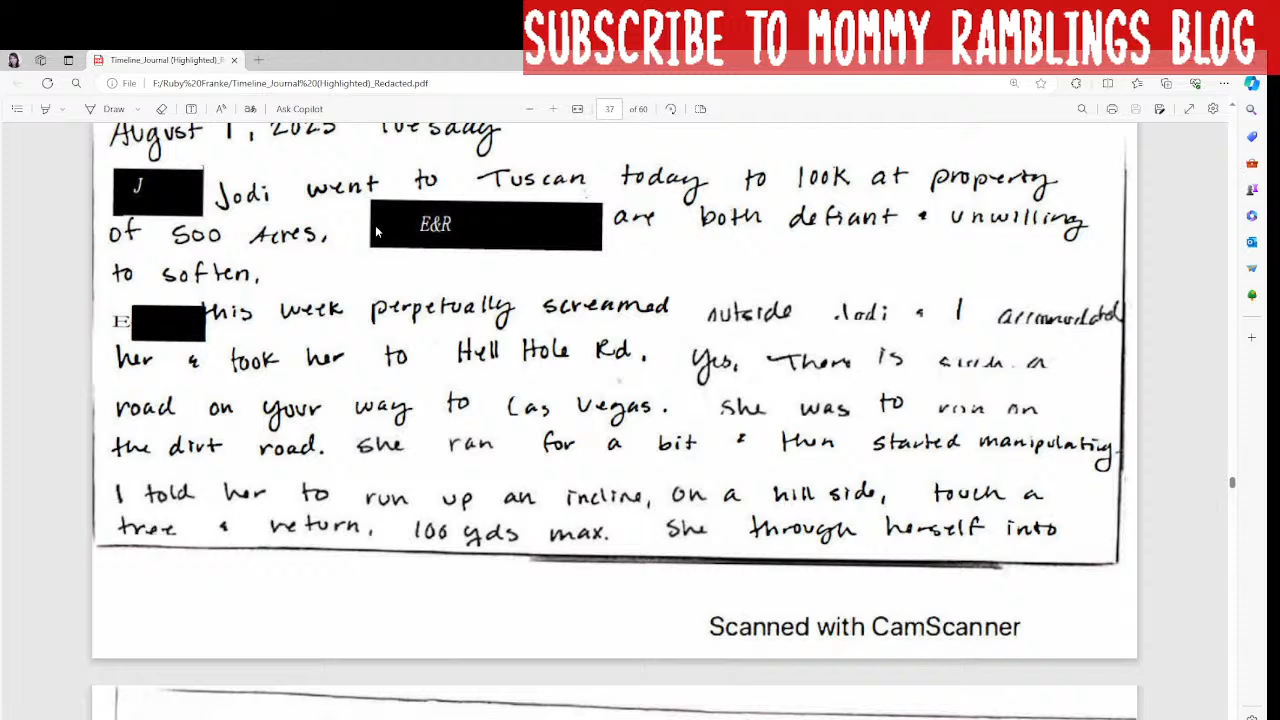 SUBSCRIBE TO MOMMY RAMBLINGS BLOG
Timeline_Journal (Highlighted)_R
File F:/Ruby%20Franke/Timeline_Journal%20(Highlighted)_Redacted.pdf
Draw Ask Copilot 37 of 60
August 1, 2023 Tuesday
J Jodi went to Tuscan today to look at property
of 500 Acres. E&R are both defiant & unwilling
to soften.
E this week perpetually screamed outside Jodi & I accomodated
her & took her to Hell Hole Rd. Yes, There is such a
road on your way to Las Vegas. She was to run on
the dirt road. She ran for a bit & then started manipulating.
I told her to run up an incline, on a hill side, touch a
tree & return. 100 yds max. She through herself into
Scanned with CamScanner